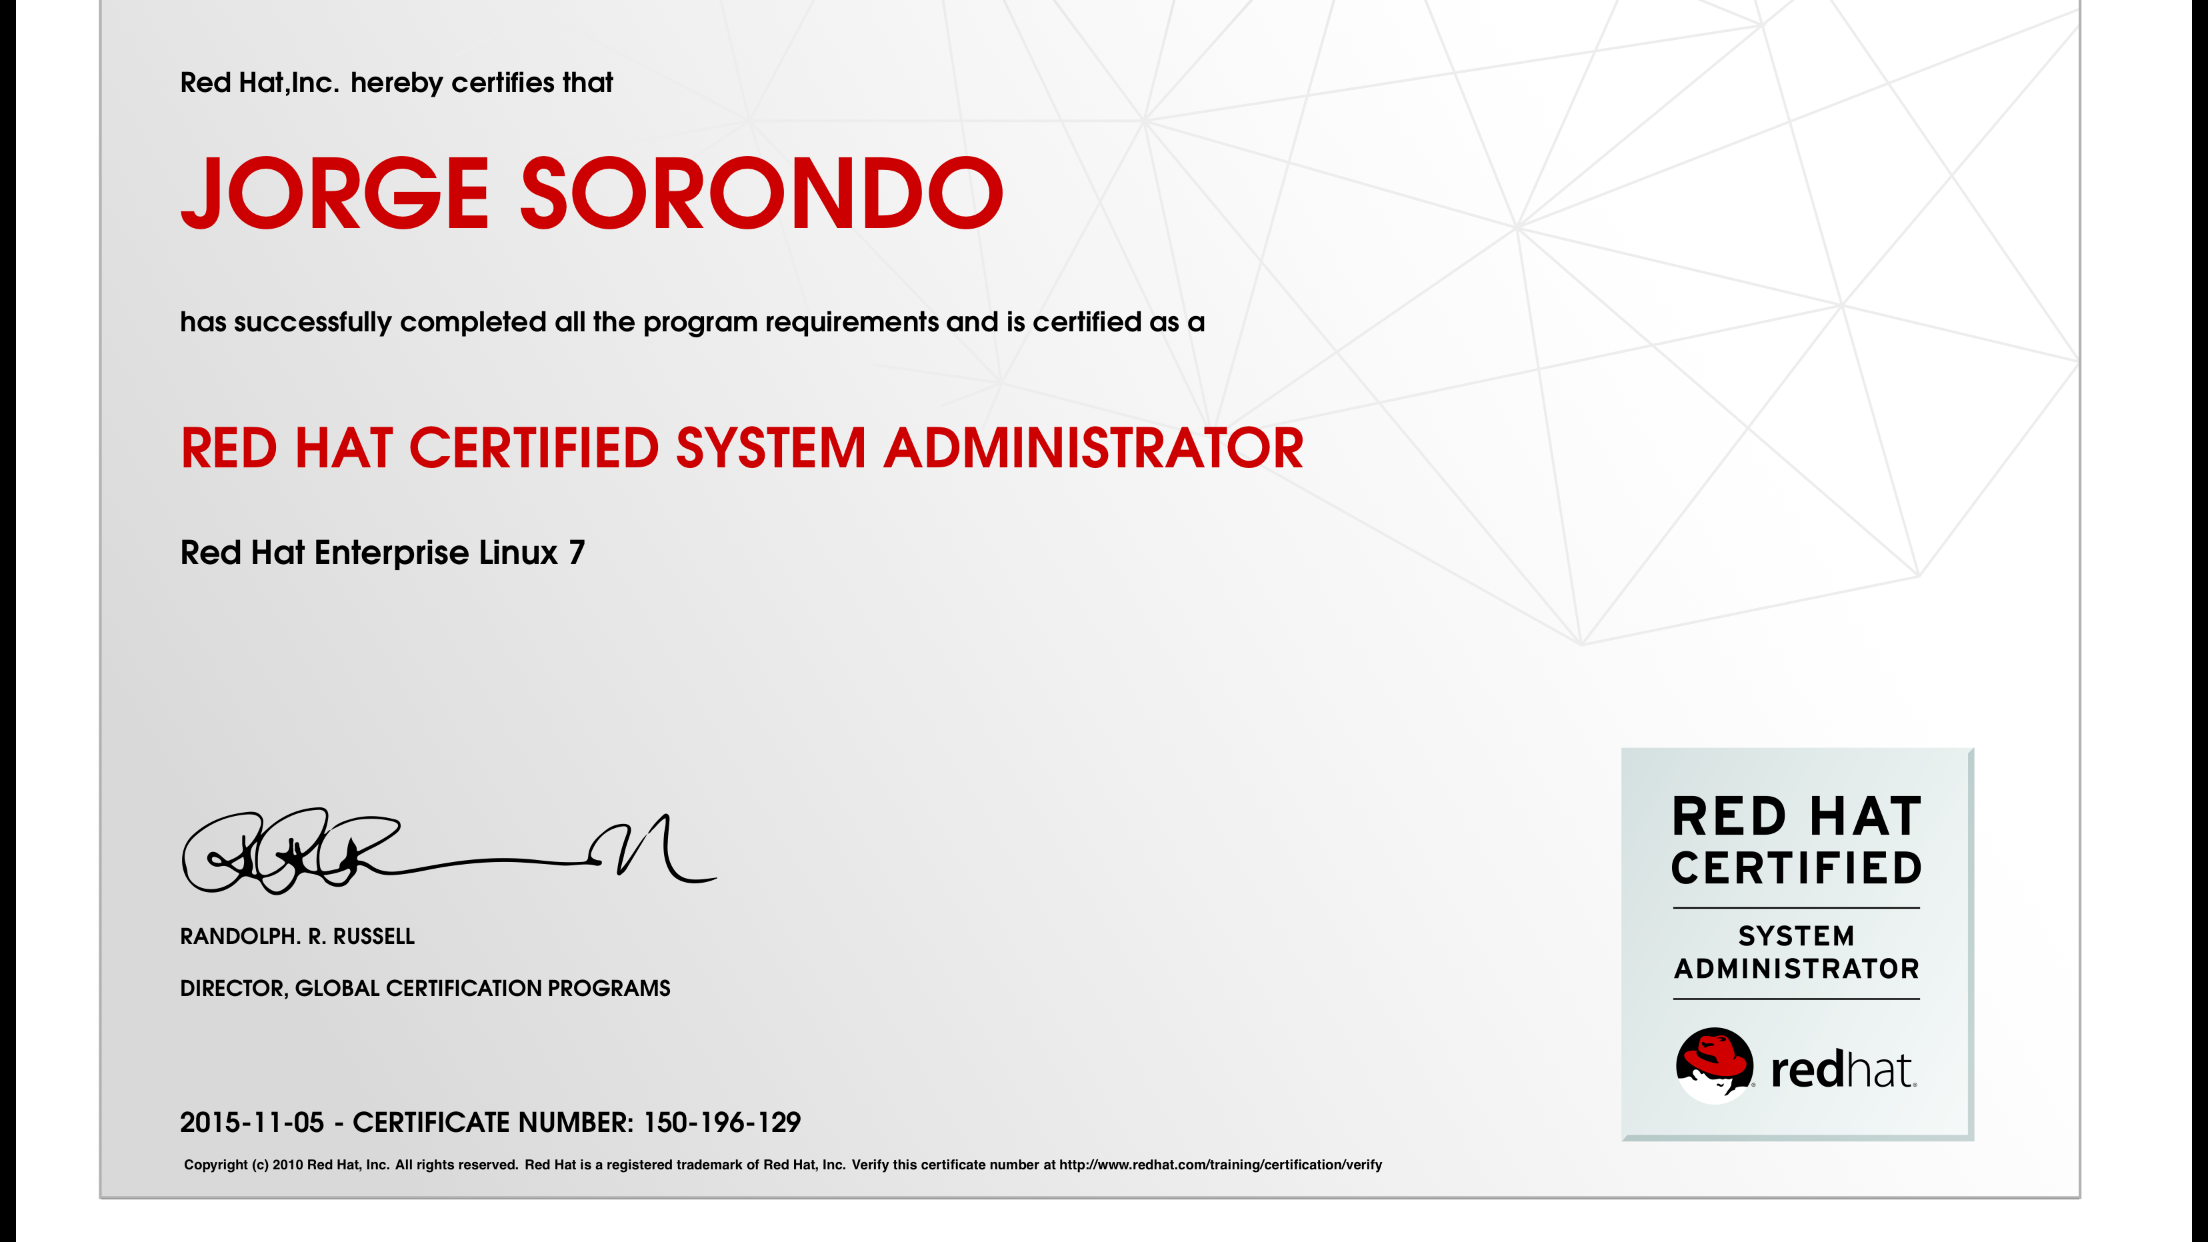 Red Hat,Inc. hereby certifies that
JORGE SORONDO
has successfully completed all the program requirements and is certified as a
RED HAT CERTIFIED SYSTEM ADMINISTRATOR
Red Hat Enterprise Linux 7
RANDOLPH. R. RUSSELL
DIRECTOR, GLOBAL CERTIFICATION PROGRAMS
2015-11-05 - CERTIFICATE NUMBER: 150-196-129
Copyright (c) 2010 Red Hat, Inc. All rights reserved. Red Hat is a registered trademark of Red Hat, Inc. Verify this certificate number at http://www.redhat.com/training/certification/verify
RED HAT
CERTIFIED
SYSTEM
ADMINISTRATOR
redhat.